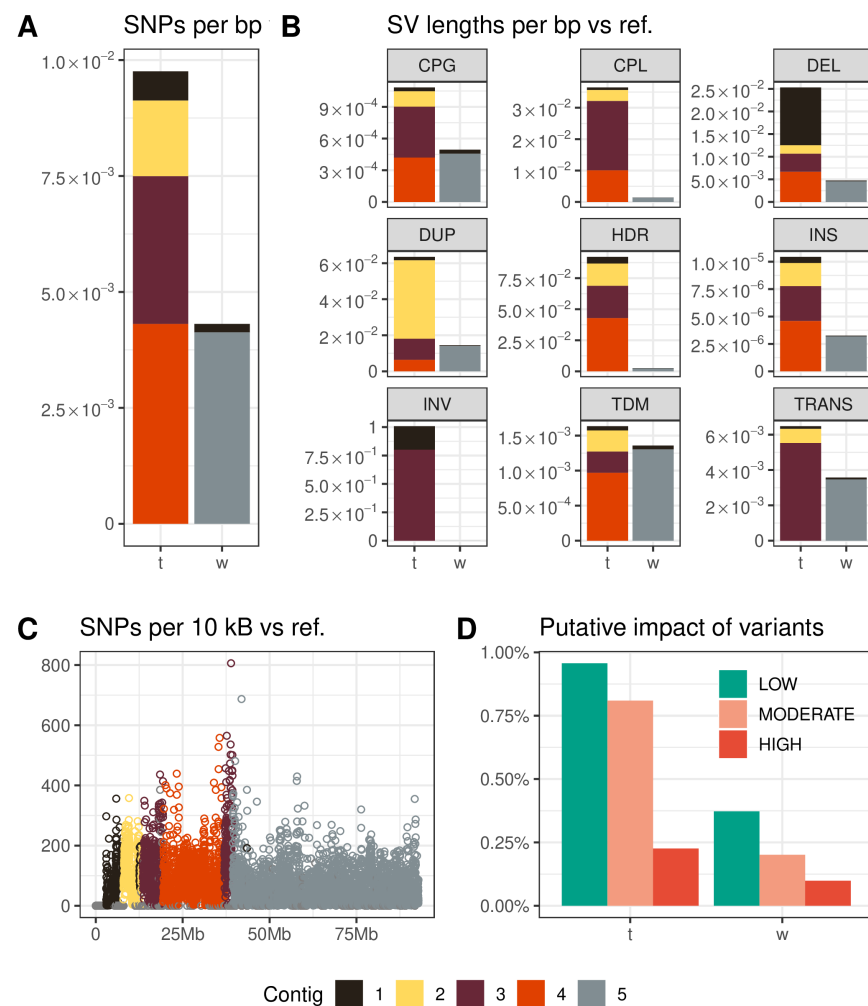 A SNPs per bp
1.0×10⁻²
7.5×10⁻³
5.0×10⁻³
2.5×10⁻³
0
t w
B SV lengths per bp vs ref.
CPG
9×10⁻⁴
6×10⁻⁴
3×10⁻⁴
0
CPL
3×10⁻²
2×10⁻²
1×10⁻²
0
DEL
2.5×10⁻²
2.0×10⁻²
1.5×10⁻²
1.0×10⁻²
5.0×10⁻³
0
DUP
6×10⁻²
4×10⁻²
2×10⁻²
0
HDR
7.5×10⁻²
5.0×10⁻²
2.5×10⁻²
0
INS
1.0×10⁻⁵
7.5×10⁻⁶
5.0×10⁻⁶
2.5×10⁻⁶
0
INV
1
7.5×10⁻¹
5.0×10⁻¹
2.5×10⁻¹
0
t w
TDM
1.5×10⁻³
1.0×10⁻³
5.0×10⁻⁴
0
t w
TRANS
6×10⁻³
4×10⁻³
2×10⁻³
0
t w
C SNPs per 10 kB vs ref.
800
600
400
200
0
0 25Mb 50Mb 75Mb
D Putative impact of variants
1.00%
0.75%
0.50%
0.25%
0.00%
LOW
MODERATE
HIGH
t w
Contig 1 2 3 4 5